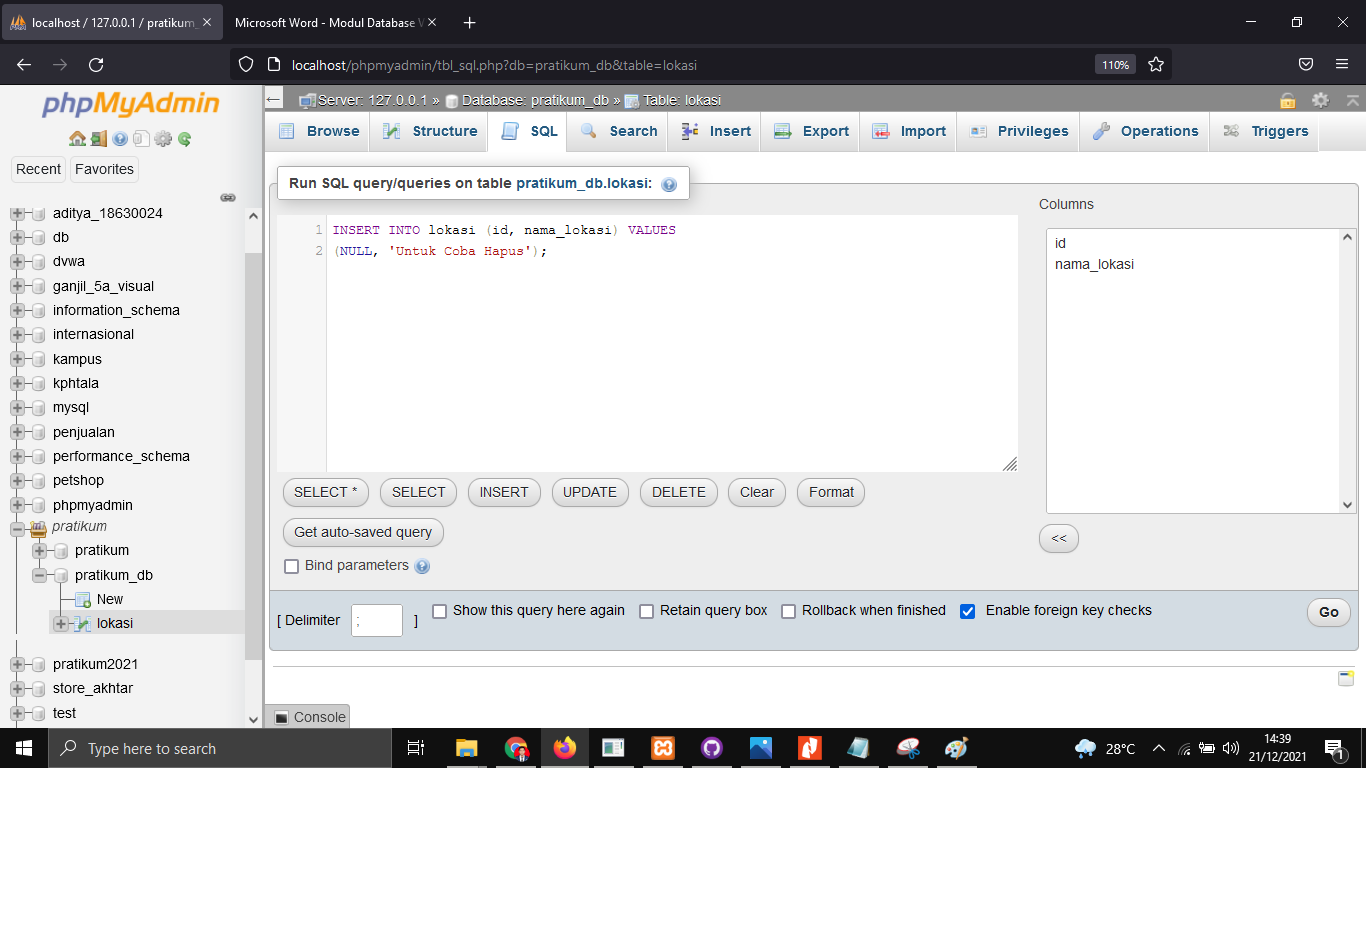 localhost / 127.0.0.1 / pratikum_
Microsoft Word - Modul Database
localhost/phpmyadmin/tbl_sql.php?db=pratikum_db&table=lokasi
110%
phpMyAdmin
Recent
Favorites
aditya_18630024
db
dvwa
ganjil_5a_visual
information_schema
internasional
kampus
kphtala
mysql
penjualan
performance_schema
petshop
phpmyadmin
pratikum
pratikum
pratikum_db
New
lokasi
pratikum2021
store_akhtar
test
Server: 127.0.0.1 » Database: pratikum_db » Table: lokasi
Browse
Structure
SQL
Search
Insert
Export
Import
Privileges
Operations
Triggers
Run SQL query/queries on table pratikum_db.lokasi:
1 INSERT INTO lokasi (id, nama_lokasi) VALUES
2 (NULL, 'Untuk Coba Hapus');
Columns
id
nama_lokasi
SELECT *
SELECT
INSERT
UPDATE
DELETE
Clear
Format
<<
Get auto-saved query
Bind parameters
[ Delimiter ; ]
Show this query here again
Retain query box
Rollback when finished
Enable foreign key checks
Go
Console
Type here to search
28°C
14:39
21/12/2021
1